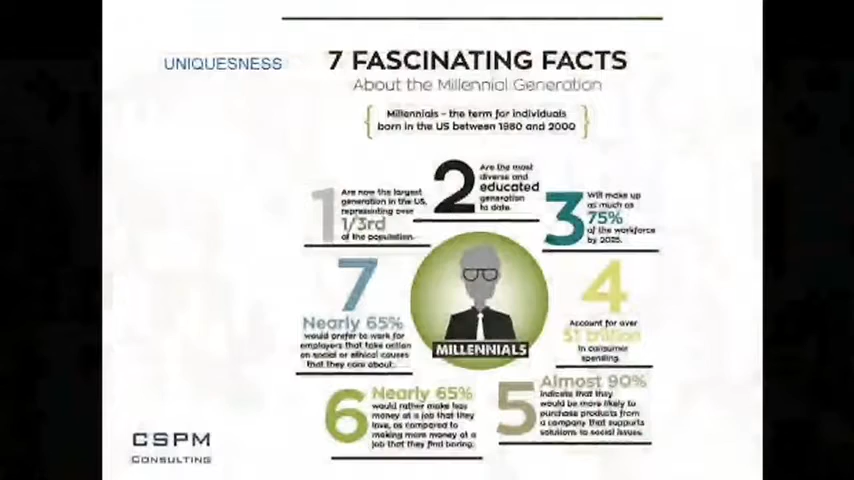 UNIQUESNESS
7 FASCINATING FACTS
About the Millennial Generation
Millennials - the term for individuals
born in the US between 1980 and 2000
1
Are now the largest
generation in the US,
representing over
1/3rd
of the population.
2
Are the most
diverse and
educated
generation
to date.
3
Will make up
as much as
75%
of the workforce
by 2025.
4
Account for over
$1 trillion
in consumer
spending.
5
Almost 90%
indicate that they
would be more likely to
purchase products from
a company that supports
solutions to social issues.
6
Nearly 65%
would rather make less
money at a job that they
love, as compared to
making more money at a
job that they find boring.
7
Nearly 65%
would prefer to work for
employers that take action
on social or ethical causes
that they care about.
MILLENNIALS
CSPM
CONSULTING